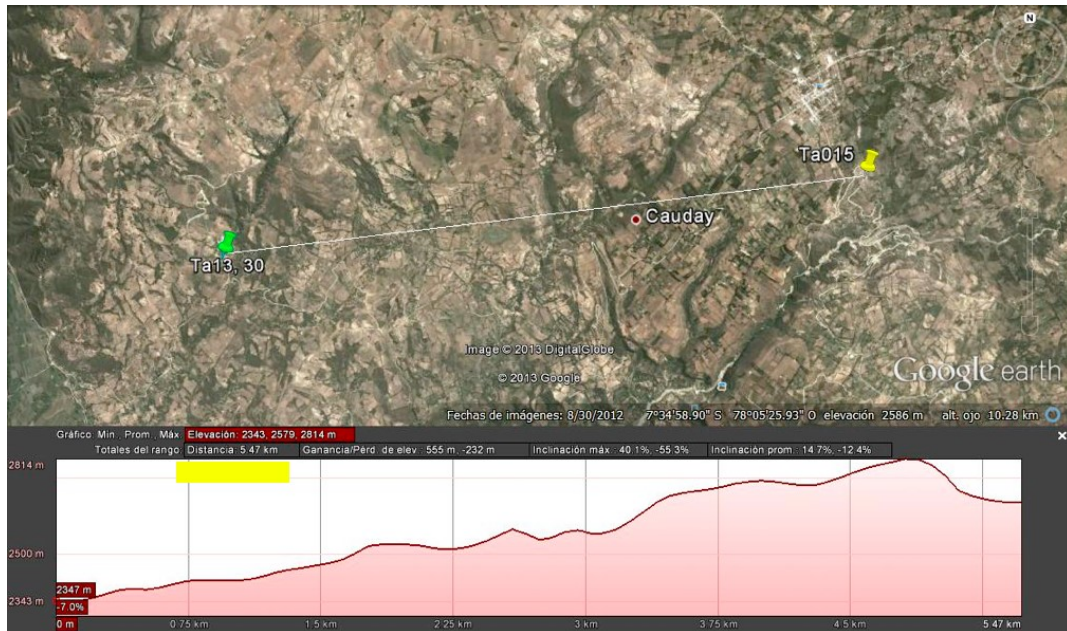 N
Ta015
Cauday
Ta13, 30
Image © 2013 DigitalGlobe
© 2013 Google
Google earth
Fechas de imágenes: 8/30/2012 7°34'58.90" S 78°05'25.93" O elevación 2586 m alt. ojo 10.28 km
Gráfico Min., Prom., Máx. Elevación: 2343, 2579, 2814 m
Totales del rango Distancia: 5.47 km Ganancia/Pérd. de elev.: 555 m, -232 m Inclinación máx.: 40.1%, -55.3% Inclinación prom.: 14.7%, -12.4%
2814 m
2500 m
2347 m
2343 m
-7.0%
0 m 0.75 km 1.5 km 2.25 km 3 km 3.75 km 4.5 km 5.47 km